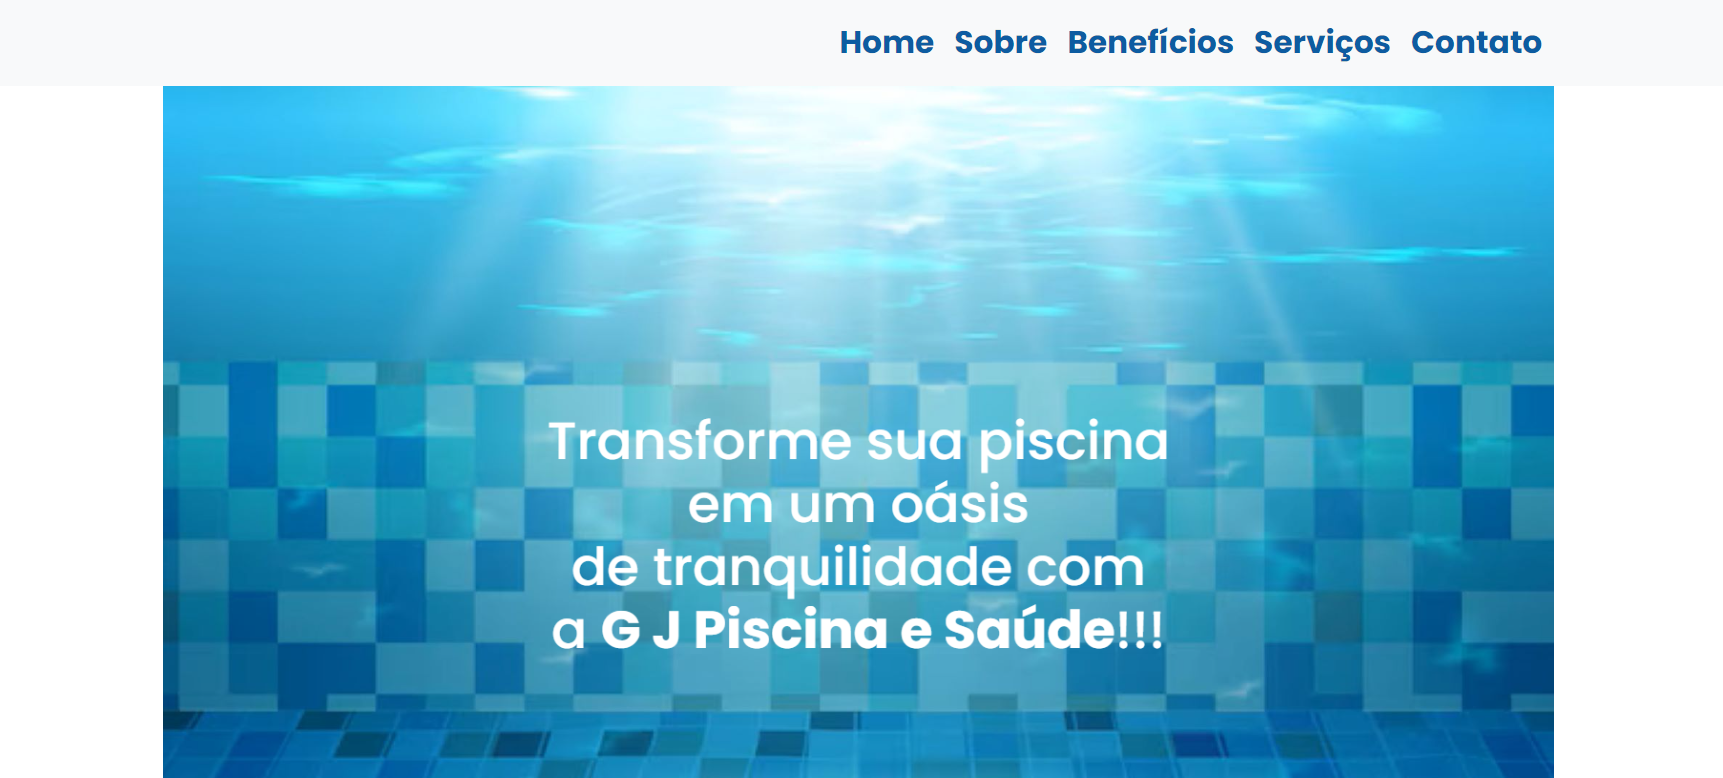 Home Sobre Benefícios Serviços Contato
Transforme sua piscina
em um oásis
de tranquilidade com
a G J Piscina e Saúde!!!